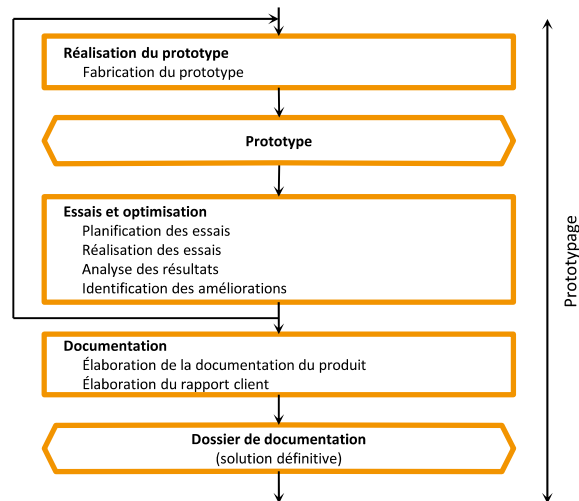 Réalisation du prototype
Fabrication du prototype
Prototype
Essais et optimisation
Planification des essais
Réalisation des essais
Analyse des résultats
Identification des améliorations
Documentation
Élaboration de la documentation du produit
Élaboration du rapport client
Dossier de documentation
(solution définitive)
Prototypage